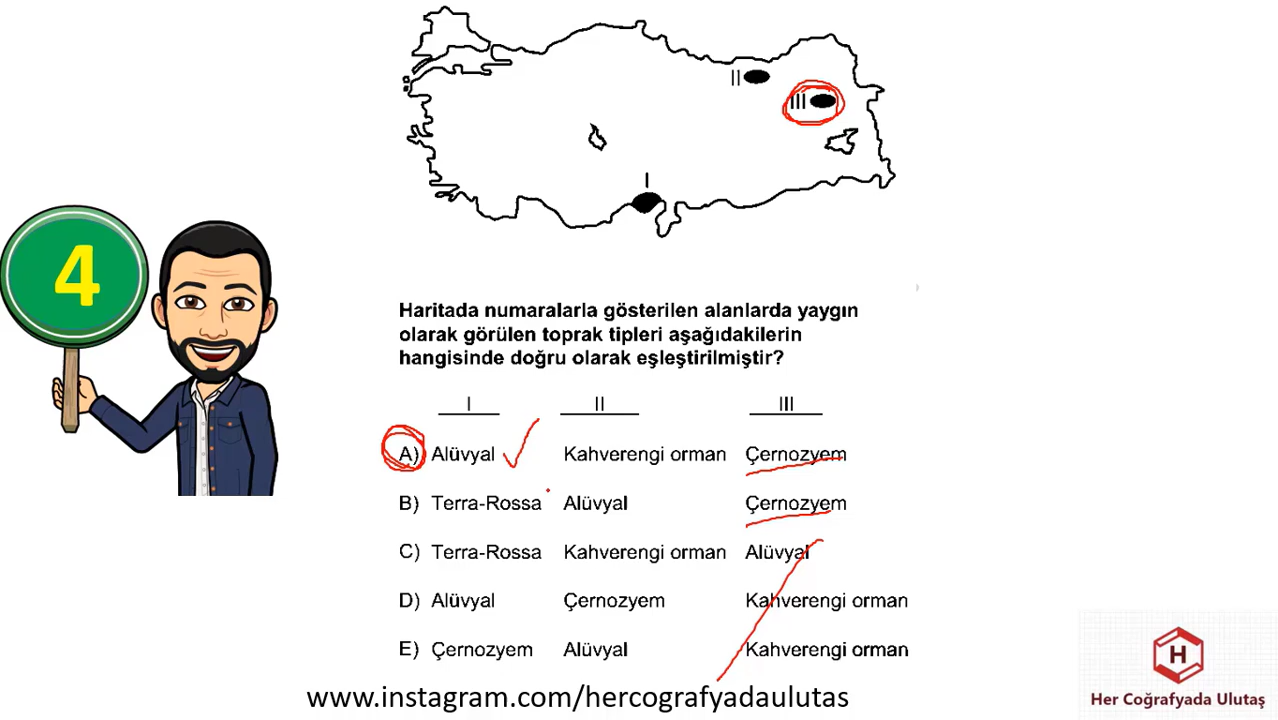 II
III
I
4
Haritada numaralarla gösterilen alanlarda yaygın
olarak görülen toprak tipleri aşağıdakilerin
hangisinde doğru olarak eşleştirilmiştir?
I II III
A) Alüvyal Kahverengi orman Çernozyem
B) Terra-Rossa Alüvyal Çernozyem
C) Terra-Rossa Kahverengi orman Alüvyal
D) Alüvyal Çernozyem Kahverengi orman
E) Çernozyem Alüvyal Kahverengi orman
www.instagram.com/hercografyadaulutas
H
Her Coğrafyada Ulutaş